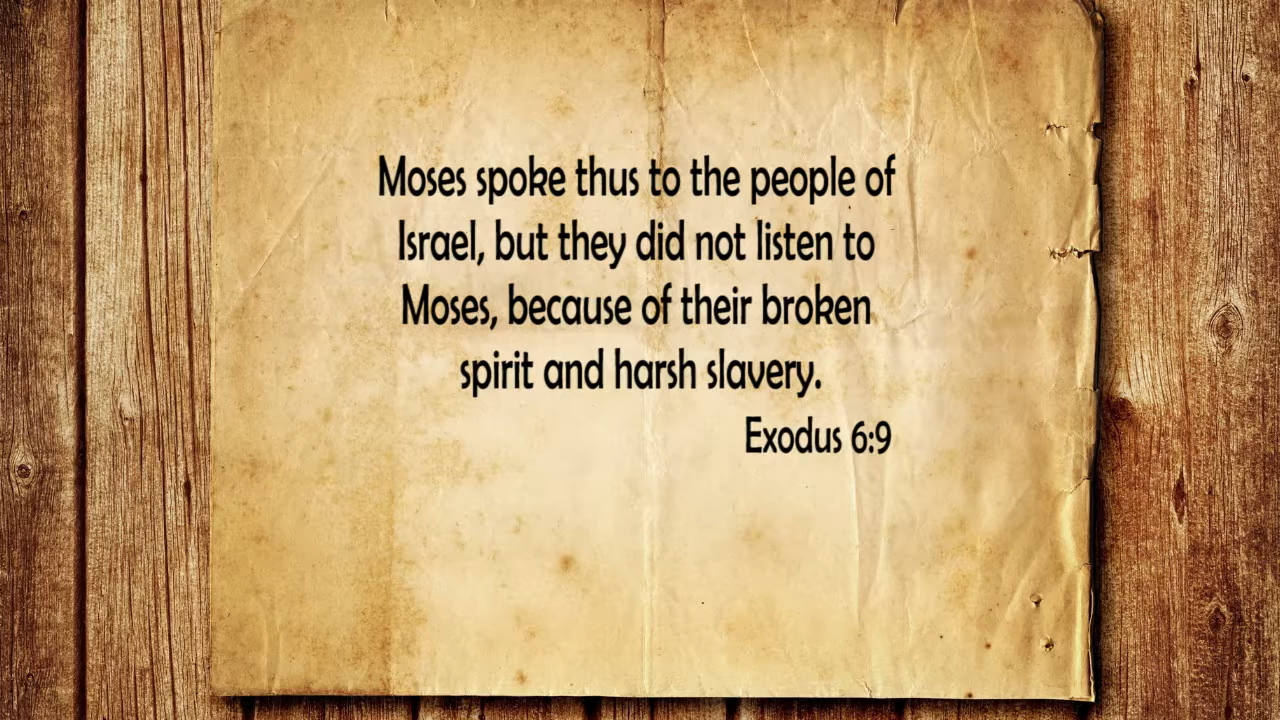 Moses spoke thus to the people of
Israel, but they did not listen to
Moses, because of their broken
spirit and harsh slavery.
Exodus 6:9